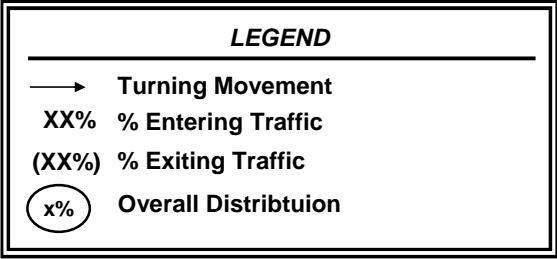 LEGEND
Turning Movement
XX% % Entering Traffic
(XX%) % Exiting Traffic
x% Overall Distribtuion